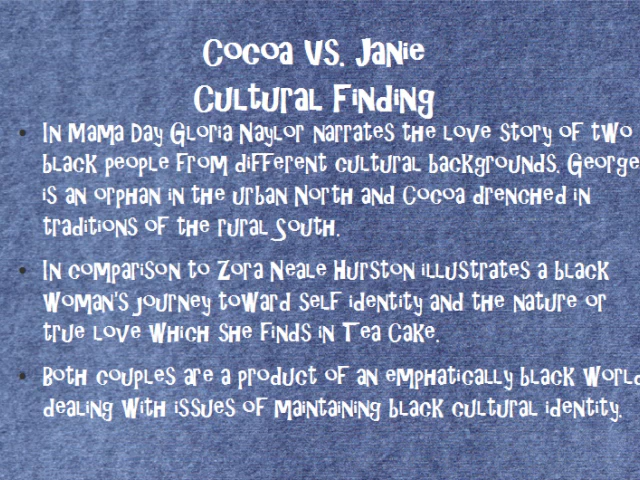 Cocoa vs. Janie
Cultural Finding
• In Mama Day Gloria Naylor narrates the love story of two
black people from different cultural backgrounds. George
is an orphan in the urban North and Cocoa drenched in
traditions of the rural South.
• In comparison to Zora Neale Hurston illustrates a black
woman's journey toward self identity and the nature or
true love which she finds in Tea Cake.
• Both couples are a product of an emphatically black world
dealing with issues of maintaining black cultural identity.